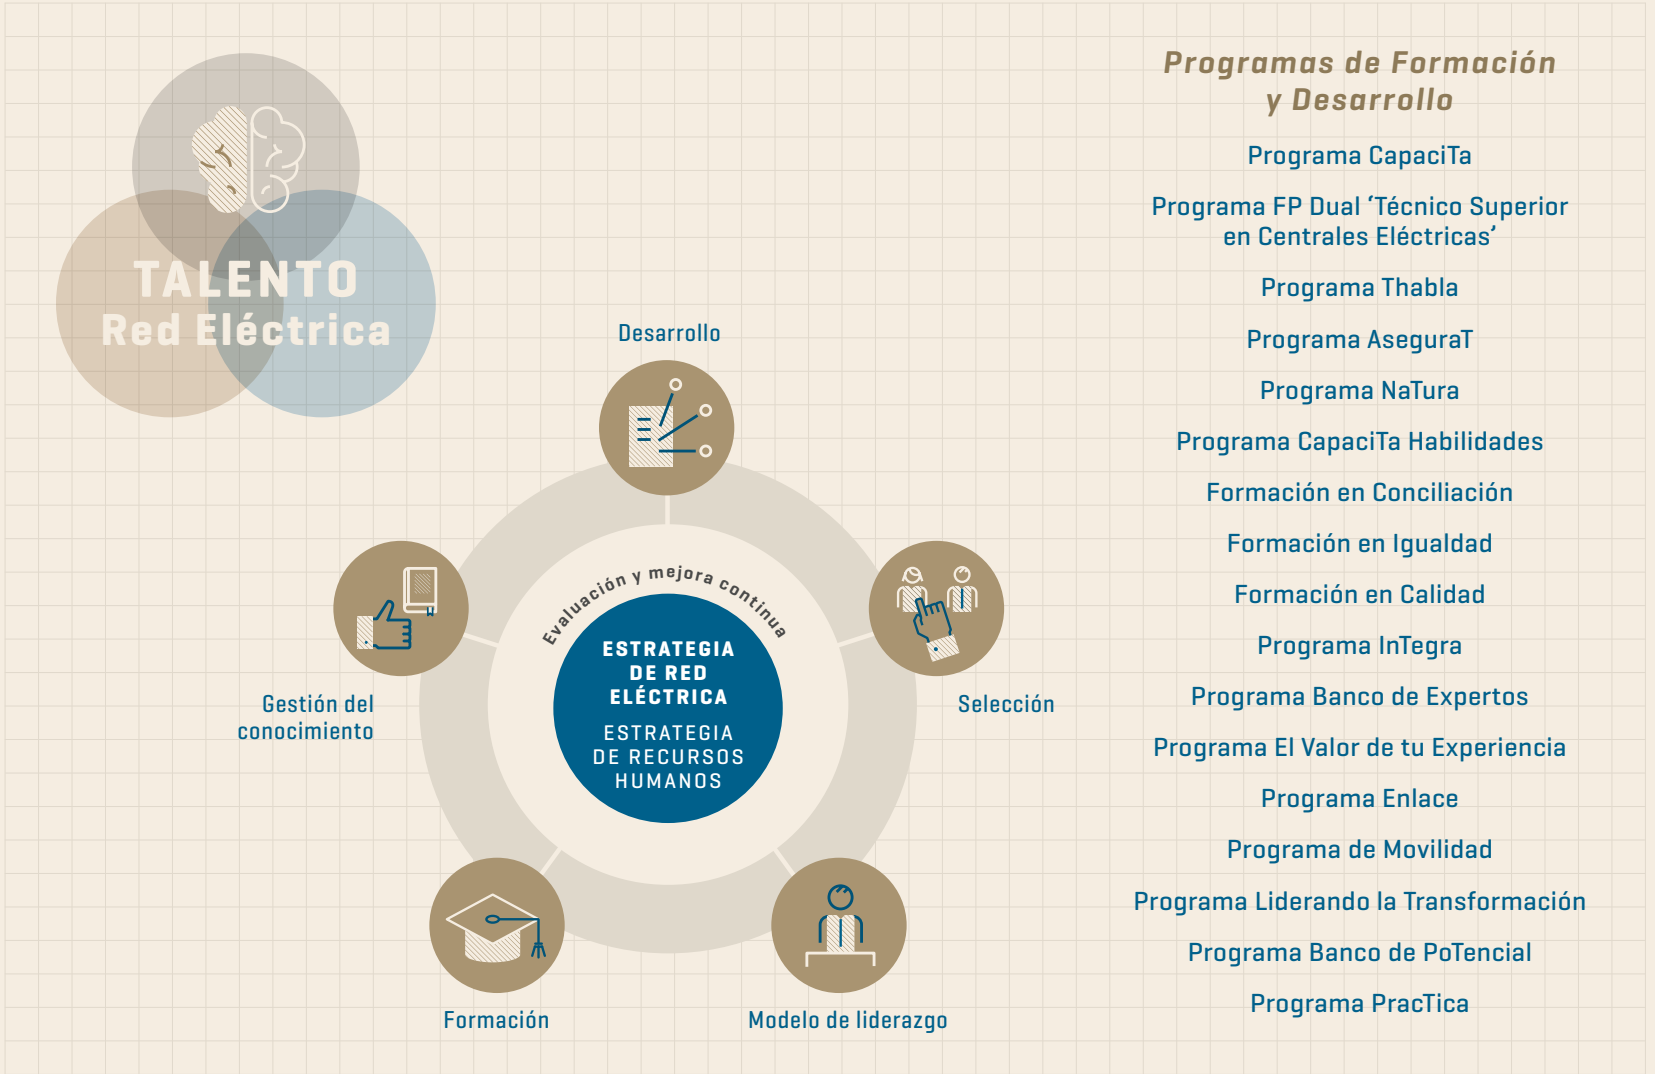 TALENTO
Red Eléctrica
Desarrollo
Gestión del
conocimiento
Evaluación y mejora continua
ESTRATEGIA
DE RED
ELÉCTRICA
ESTRATEGIA
DE RECURSOS
HUMANOS
Selección
Formación
Modelo de liderazgo
Programas de Formación
y Desarrollo
Programa CapaciTa
Programa FP Dual ‘Técnico Superior
en Centrales Eléctricas’
Programa Thabla
Programa AseguraT
Programa NaTura
Programa CapaciTa Habilidades
Formación en Conciliación
Formación en Igualdad
Formación en Calidad
Programa InTegra
Programa Banco de Expertos
Programa El Valor de tu Experiencia
Programa Enlace
Programa de Movilidad
Programa Liderando la Transformación
Programa Banco de PoTencial
Programa PracTica